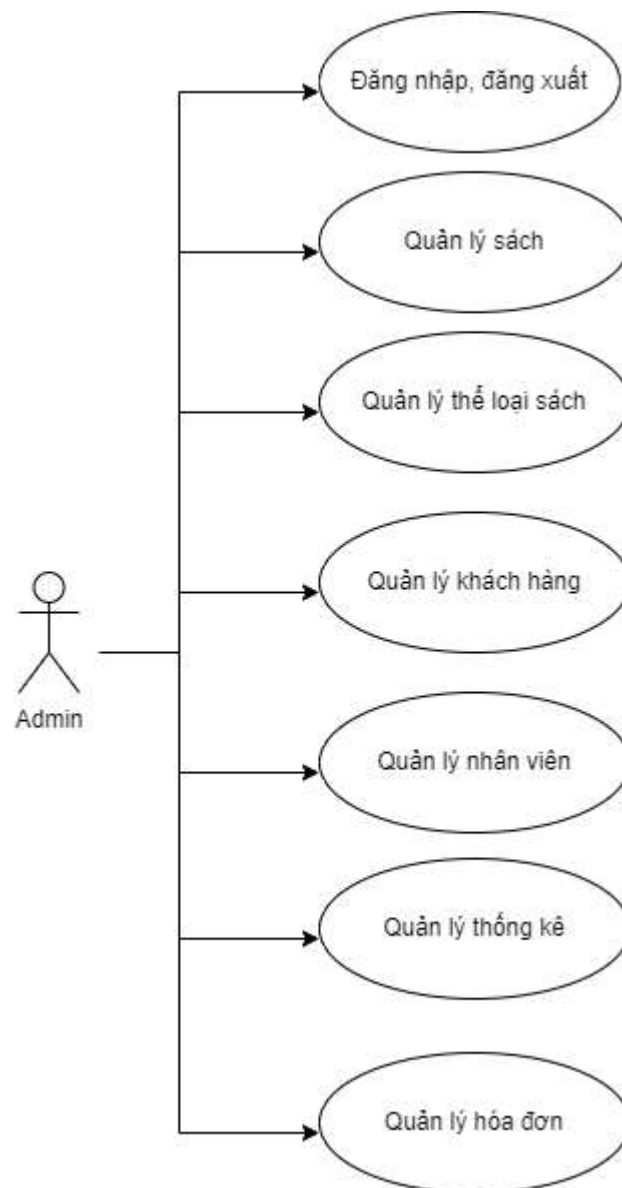 Đăng nhập, đăng xuất
Quản lý sách
Quản lý thể loại sách
Quản lý khách hàng
Admin
Quản lý nhân viên
Quản lý thống kê
Quản lý hóa đơn